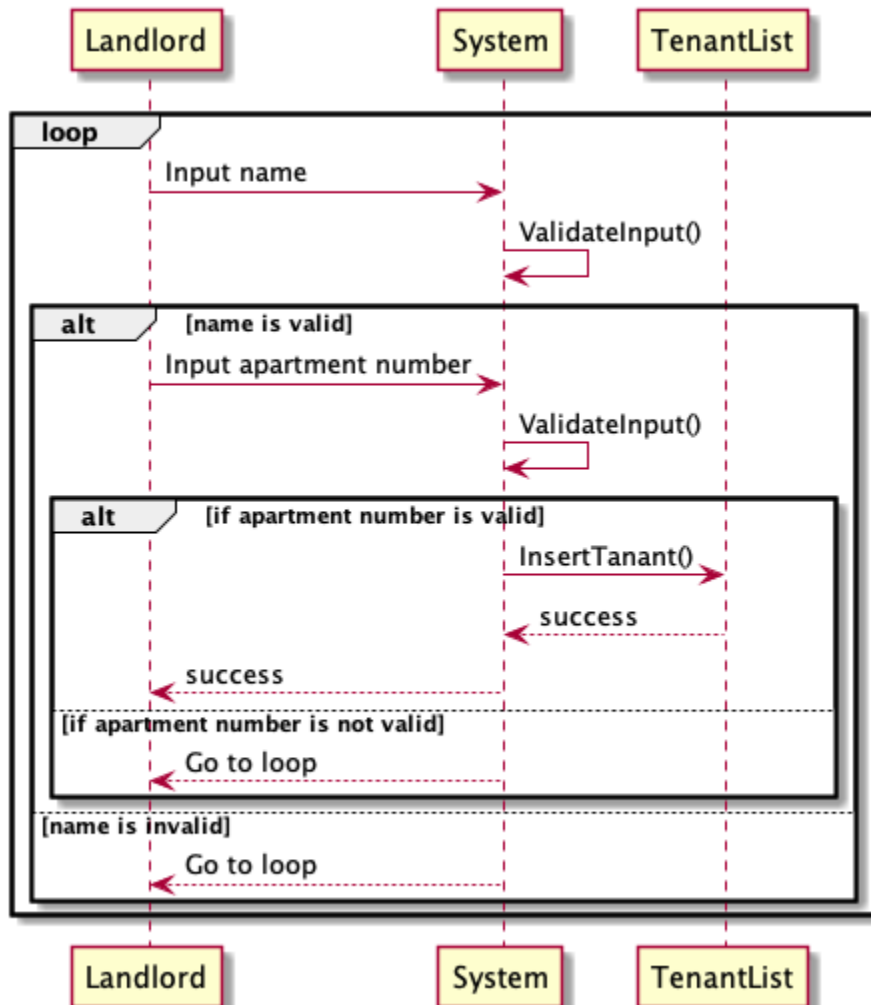 Landlord System TenantList
loop
Input name
ValidateInput()
alt [name is valid]
Input apartment number
ValidateInput()
alt [if apartment number is valid]
InsertTanant()
success
success
[if apartment number is not valid]
Go to loop
[name is invalid]
Go to loop
Landlord System TenantList